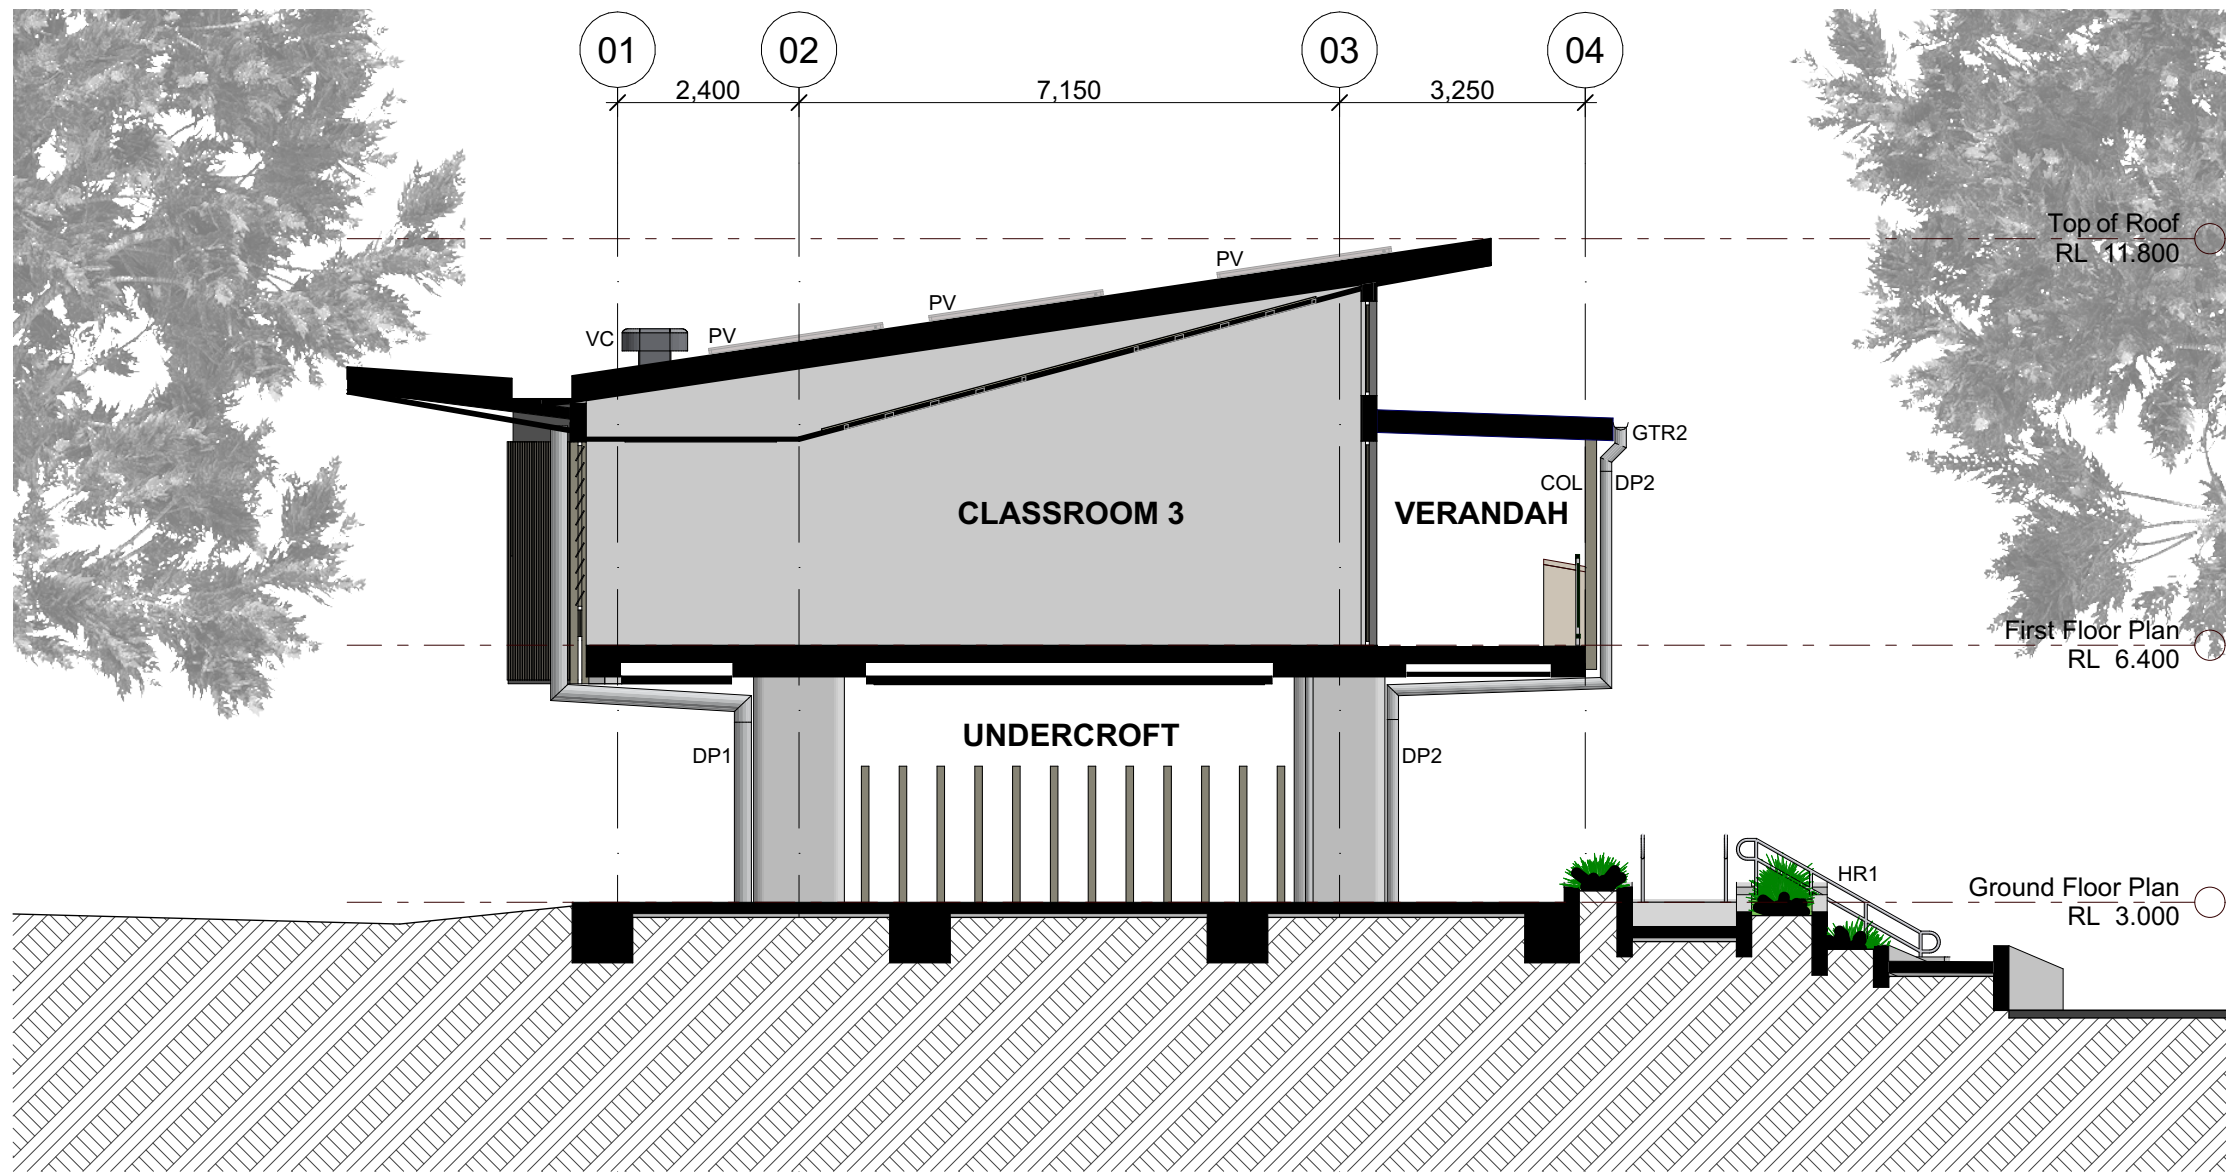 01 02 03 04
2,400 7,150 3,250
Top of Roof
RL 11.800
PV
PV
VC PV
GTR2
COL DP2
CLASSROOM 3 VERANDAH
First Floor Plan
RL 6.400
UNDERCROFT
DP1 DP2
HR1
Ground Floor Plan
RL 3.000